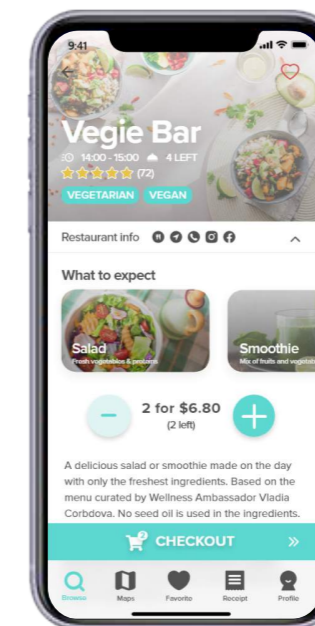 9:41
Vegie Bar
14:00 - 15:00 4 LEFT
(72)
VEGETARIAN VEGAN
Restaurant info
What to expect
Salad
Fresh vegetables & proteins
Smoothie
Mix of fruits and vegetab
2 for $6.80
(2 left)
A delicious salad or smoothie made on the day
with only the freshest ingredients. Based on the
menu curated by Wellness Ambassador Vladia
Corbdova. No seed oil is used in the ingredients.
2
CHECKOUT
Browse Maps Favorite Receipt Profile